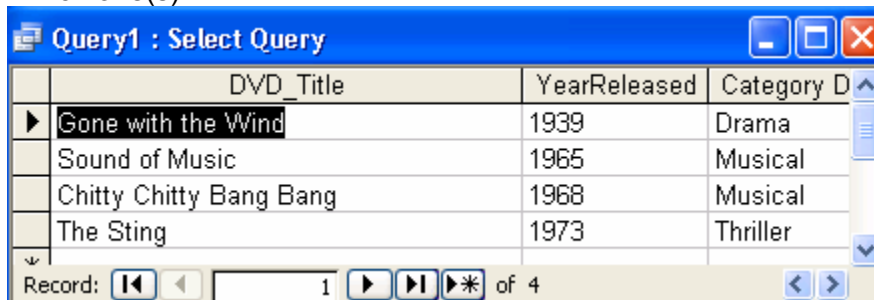 Query1 : Select Query
DVD_Title YearReleased Category D
Gone with the Wind 1939 Drama
Sound of Music 1965 Musical
Chitty Chitty Bang Bang 1968 Musical
The Sting 1973 Thriller
Record: 1 of 4